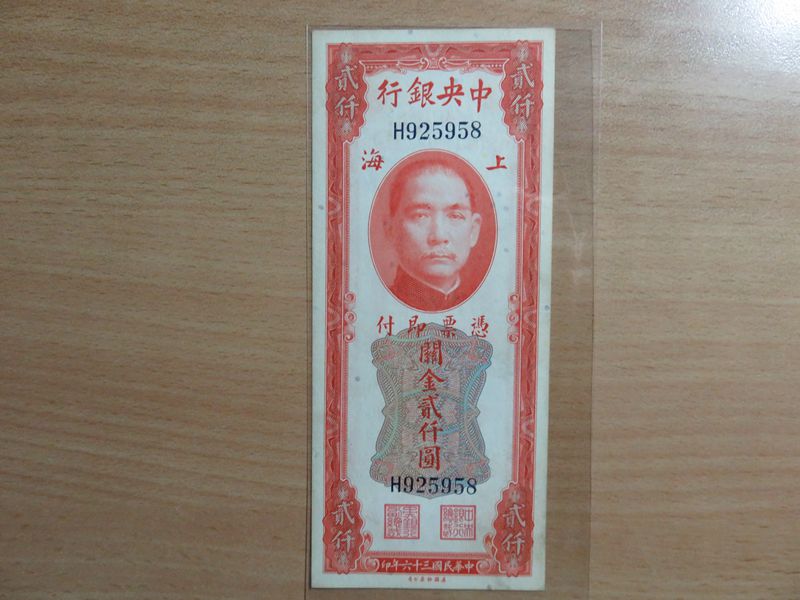 貳仟
貳仟
中央銀行
H925958
上海
憑票即付
關金貳仟圓
H925958
貳仟
貳仟
中華民國三十六年印